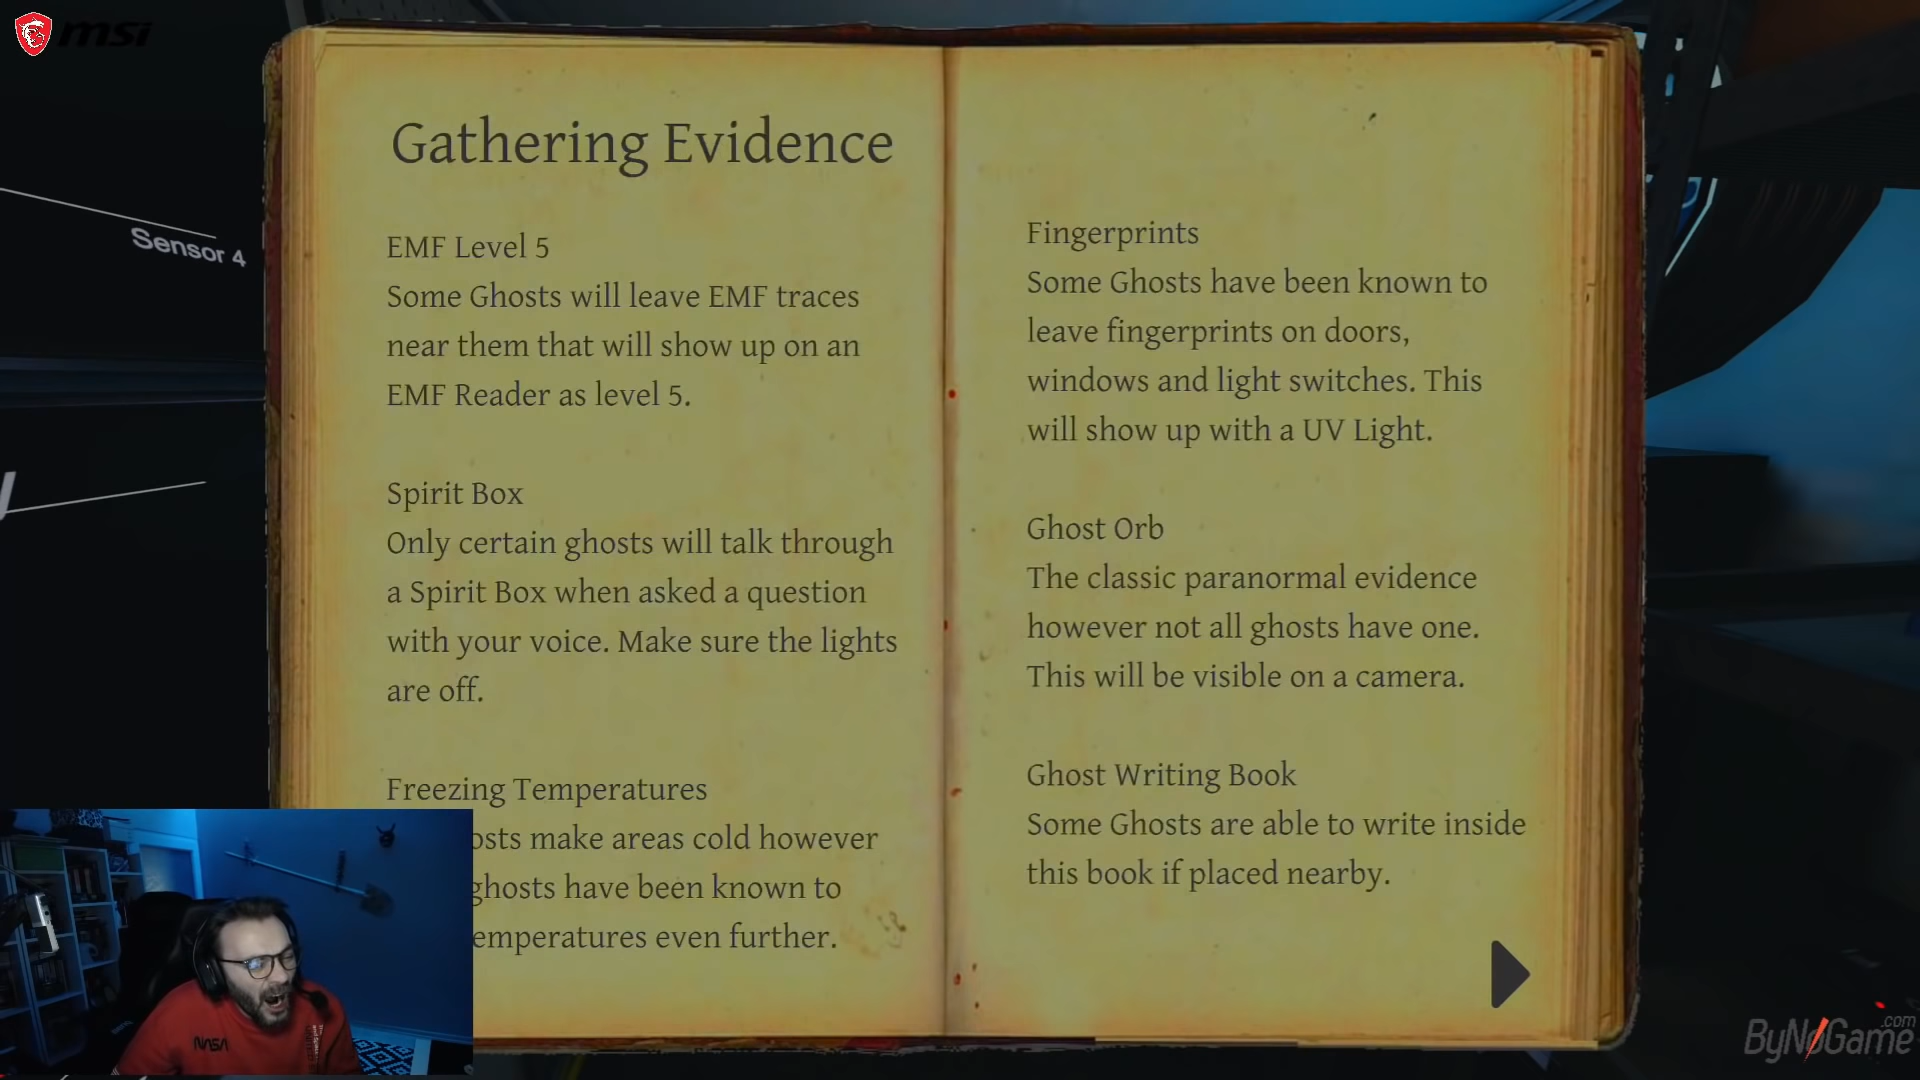 msi
Sensor 4
Gathering Evidence
EMF Level 5
Some Ghosts will leave EMF traces
near them that will show up on an
EMF Reader as level 5.
Spirit Box
Only certain ghosts will talk through
a Spirit Box when asked a question
with your voice. Make sure the lights
are off.
Freezing Temperatures
osts make areas cold however
ghosts have been known to
emperatures even further.
Fingerprints
Some Ghosts have been known to
leave fingerprints on doors,
windows and light switches. This
will show up with a UV Light.
Ghost Orb
The classic paranormal evidence
however not all ghosts have one.
This will be visible on a camera.
Ghost Writing Book
Some Ghosts are able to write inside
this book if placed nearby.
NASA
ByNoGame.com